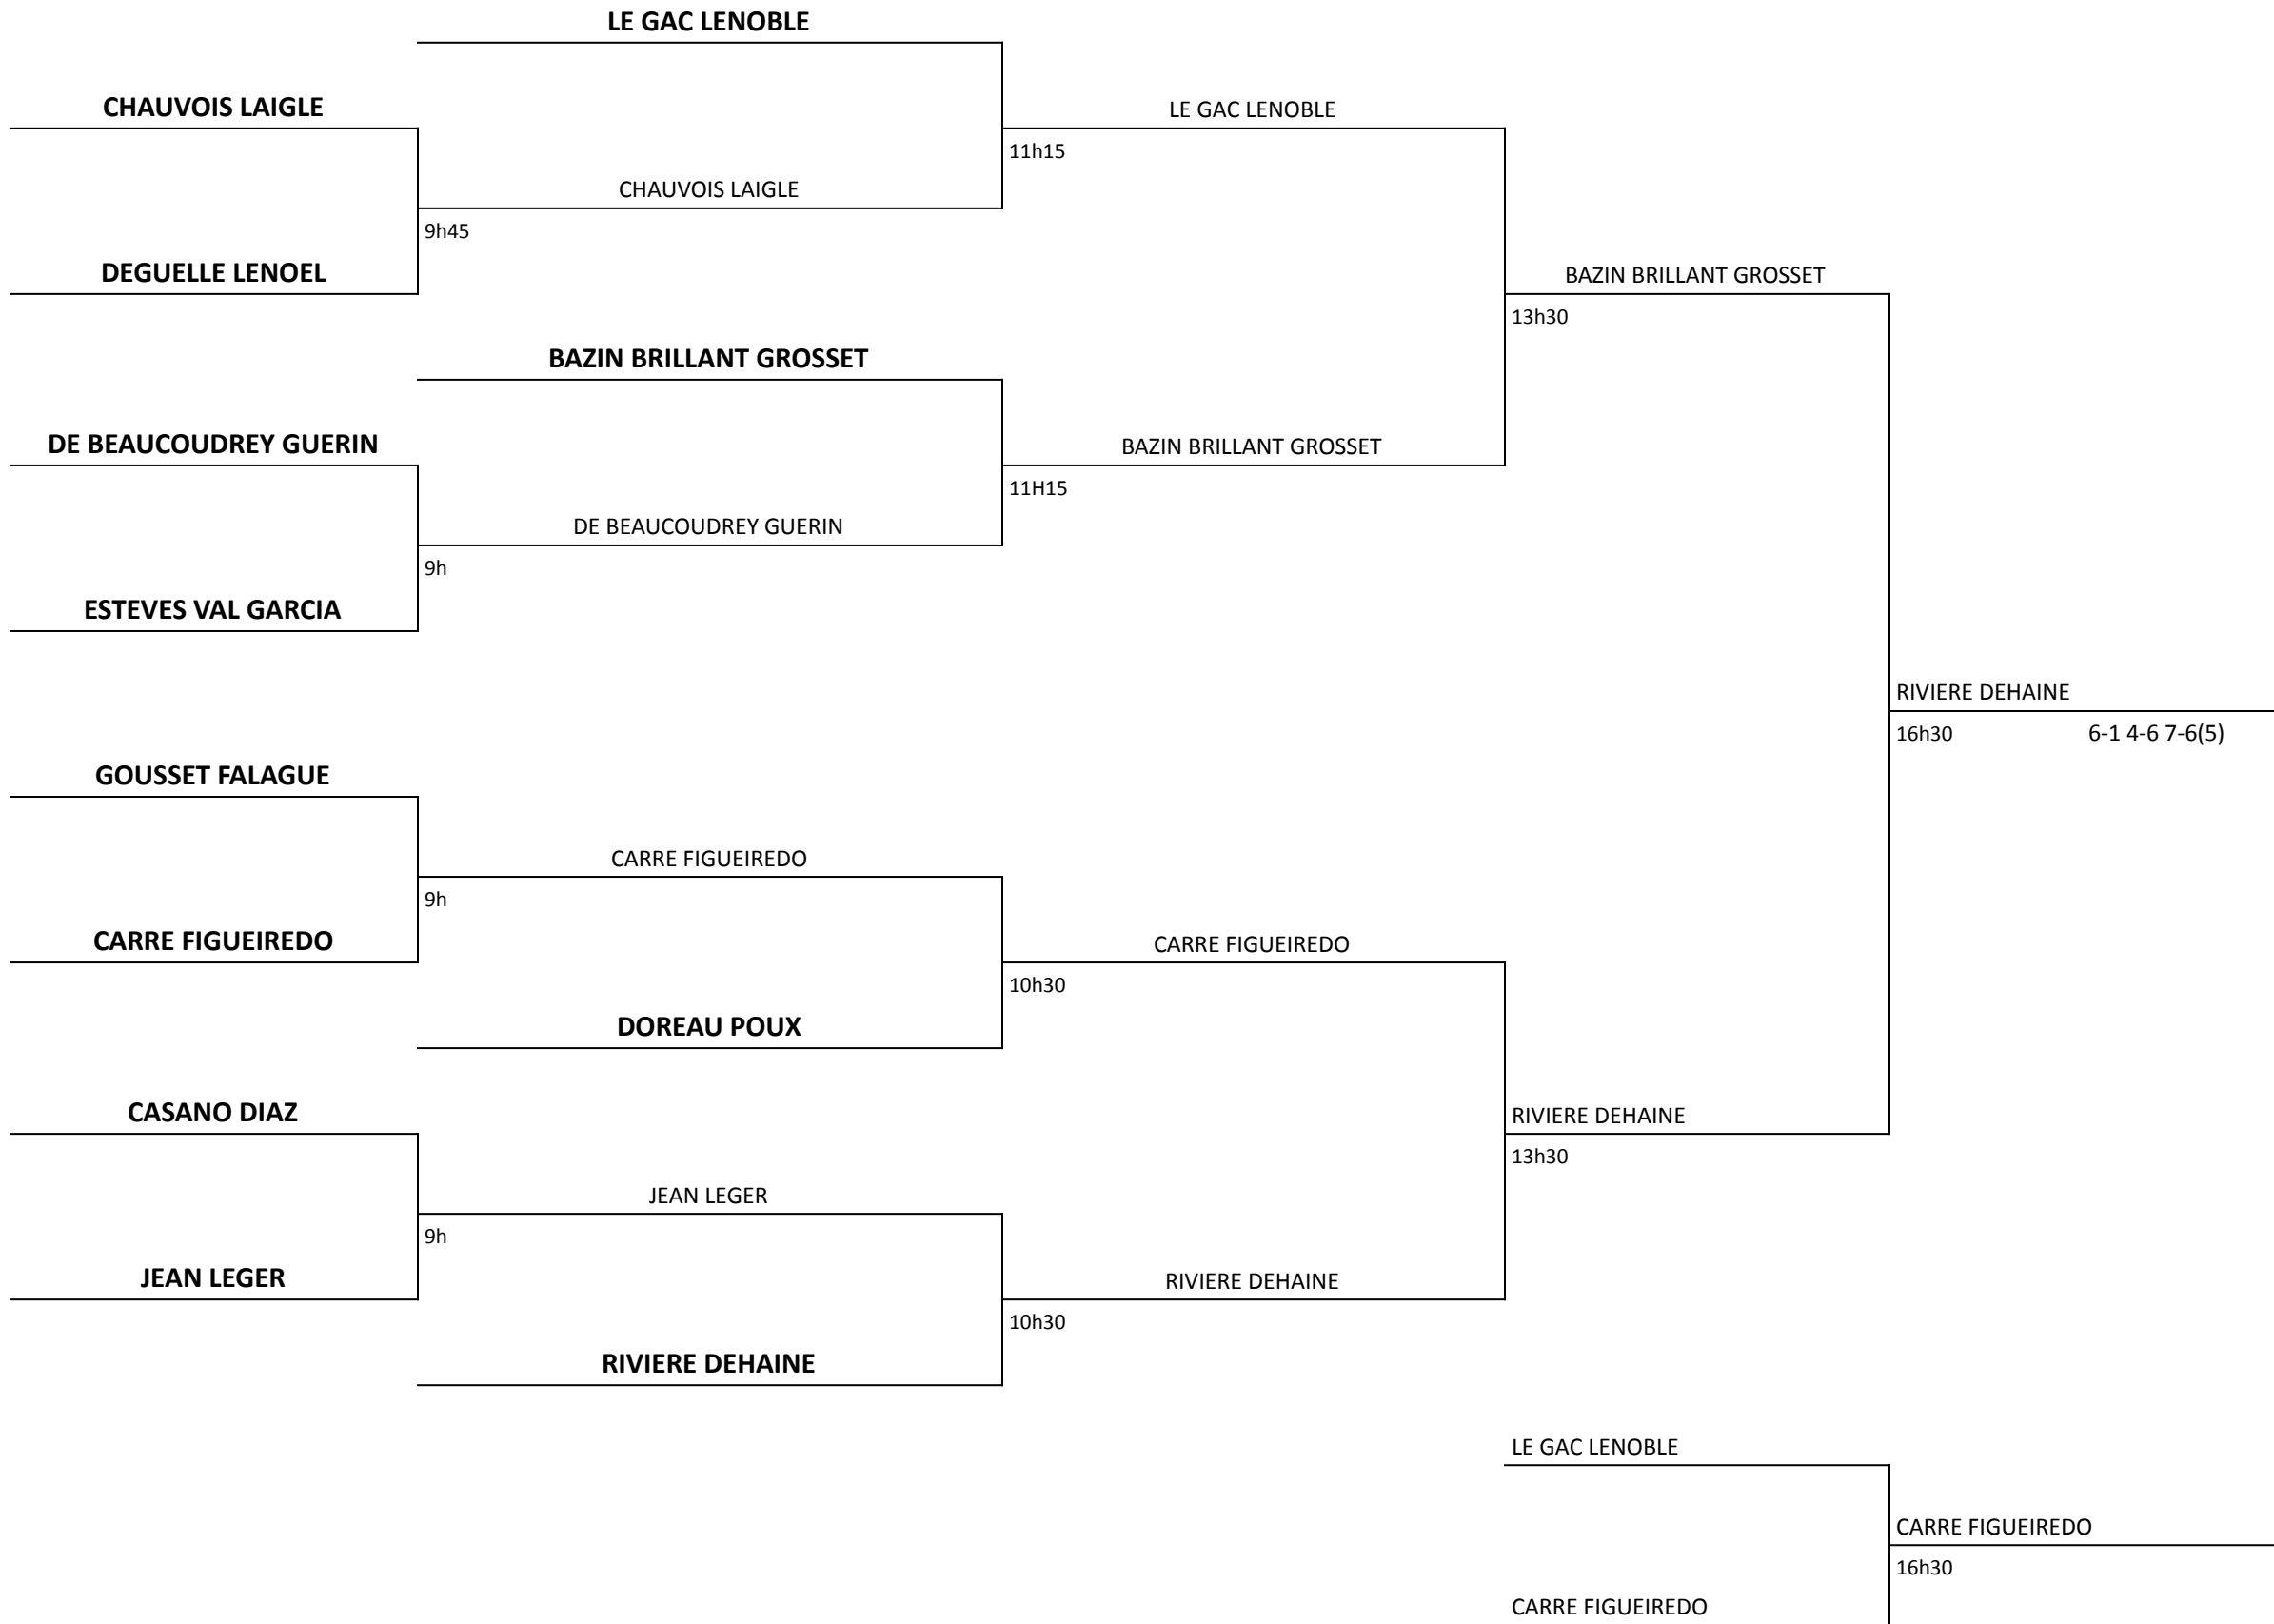 LE GAC LENOBLE
CHAUVOIS LAIGLE
LE GAC LENOBLE
11h15
CHAUVOIS LAIGLE
9h45
DEGUELLE LENOEL
BAZIN BRILLANT GROSSET
13h30
BAZIN BRILLANT GROSSET
DE BEAUCOUDREY GUERIN
BAZIN BRILLANT GROSSET
11H15
DE BEAUCOUDREY GUERIN
9h
ESTEVES VAL GARCIA
RIVIERE DEHAINE
16h30 6-1 4-6 7-6(5)
GOUSSET FALAGUE
CARRE FIGUEIREDO
9h
CARRE FIGUEIREDO
CARRE FIGUEIREDO
10h30
DOREAU POUX
CASANO DIAZ
RIVIERE DEHAINE
13h30
JEAN LEGER
9h
JEAN LEGER
RIVIERE DEHAINE
10h30
RIVIERE DEHAINE
LE GAC LENOBLE
CARRE FIGUEIREDO
16h30
CARRE FIGUEIREDO